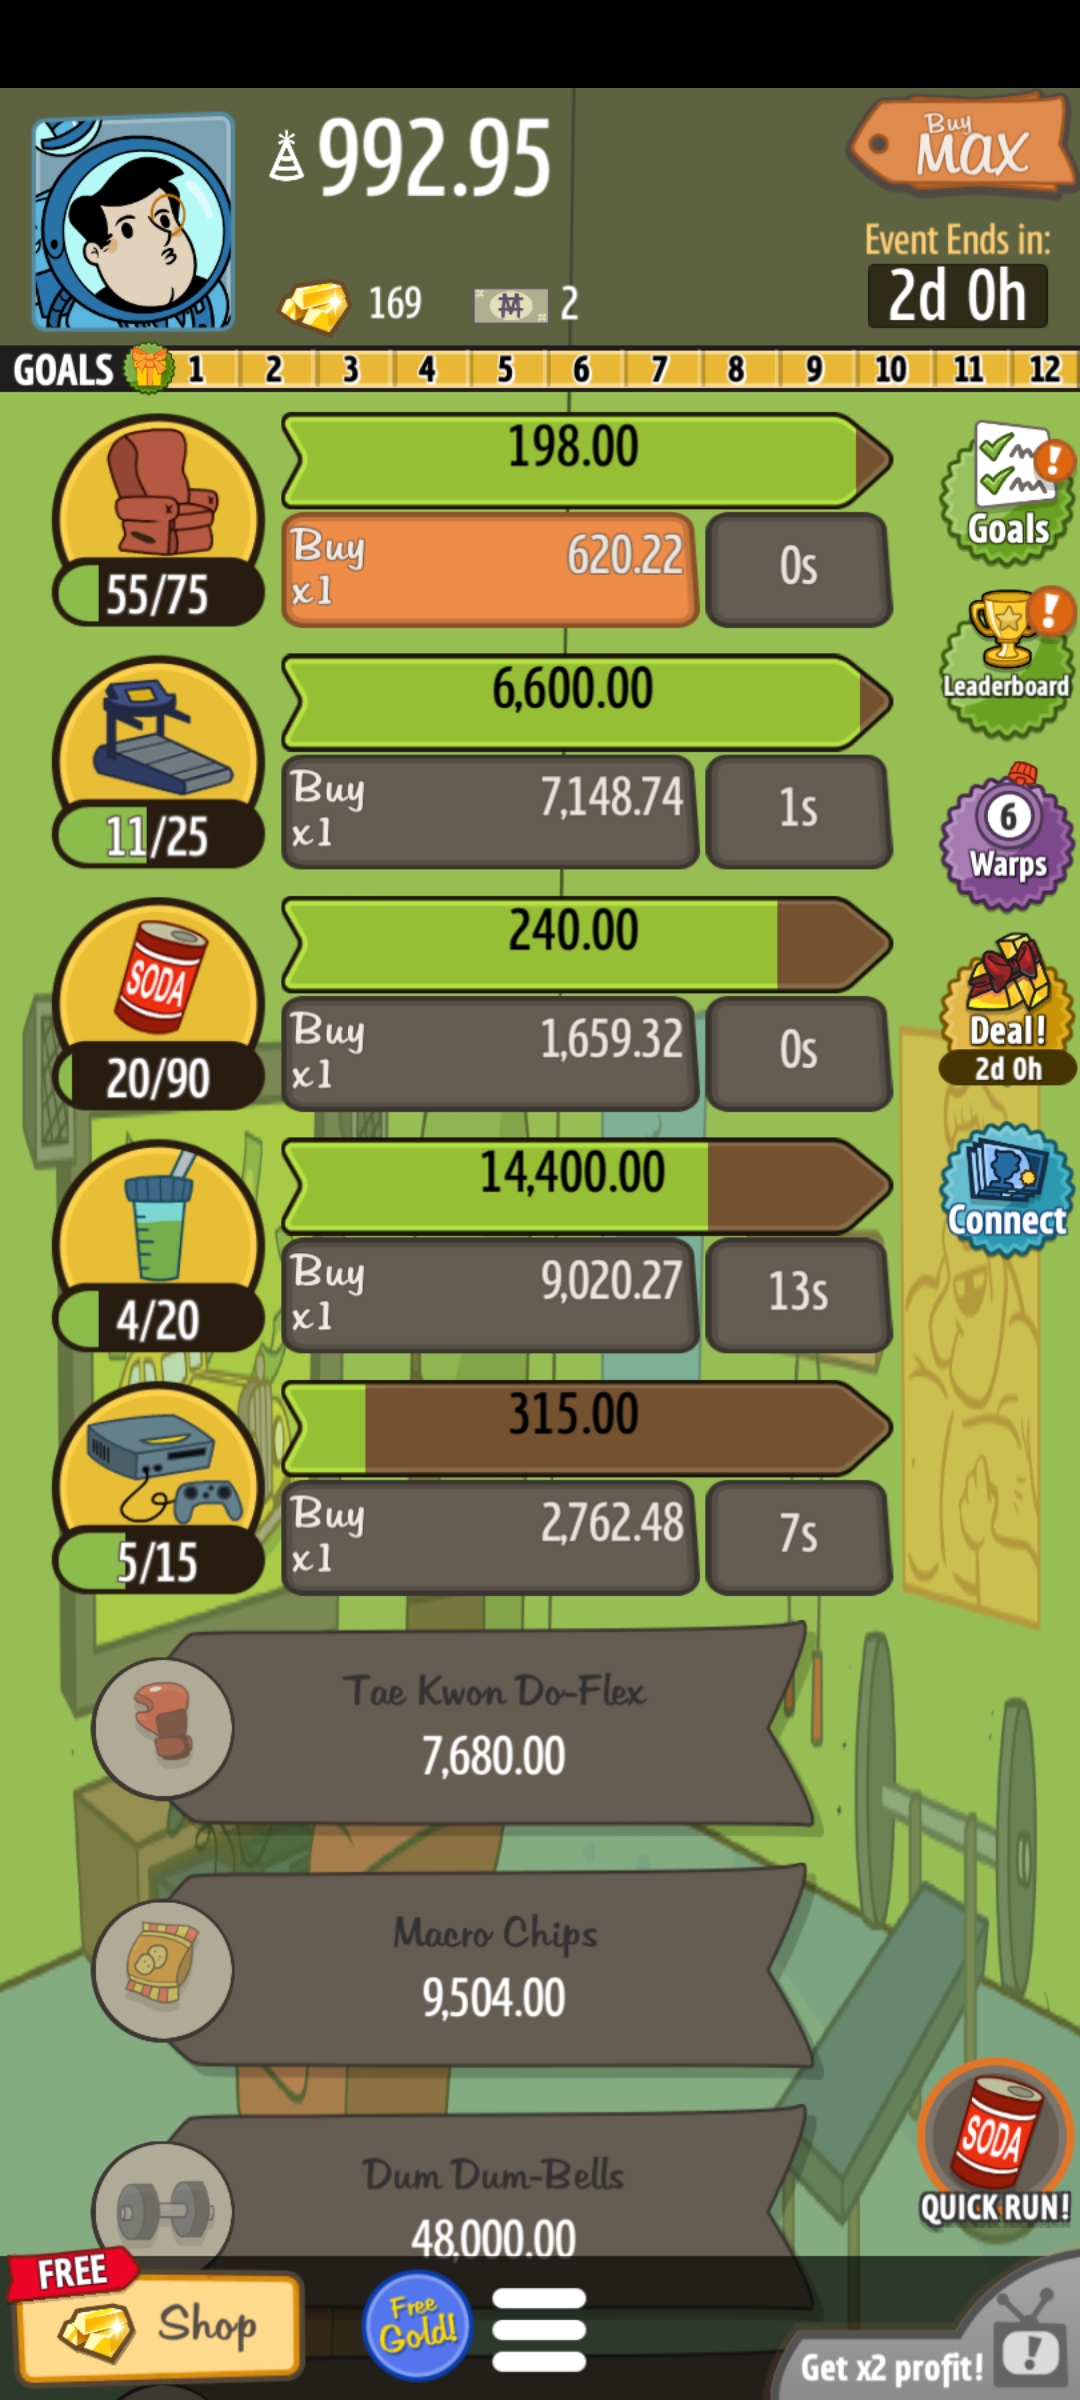 992.95
Buy
MAX
Event Ends in:
2d 0h
169
2
GOALS 1 2 3 4 5 6 7 8 9 10 11 12
198.00
Buy
x1
620.22
0s
55/75
Goals
6,600.00
Buy
x1
7,148.74
1s
11/25
Leaderboard
240.00
Buy
x1
1,659.32
0s
SODA
20/90
6
Warps
Deal!
2d 0h
14,400.00
Buy
x1
9,020.27
13s
4/20
Connect
315.00
Buy
x1
2,762.48
7s
5/15
Tae Kwon Do-Flex
7,680.00
Macro Chips
9,504.00
Dum Dum-Bells
48,000.00
SODA
QUICK RUN!
FREE
Shop
Free
Gold!
Get x2 profit!